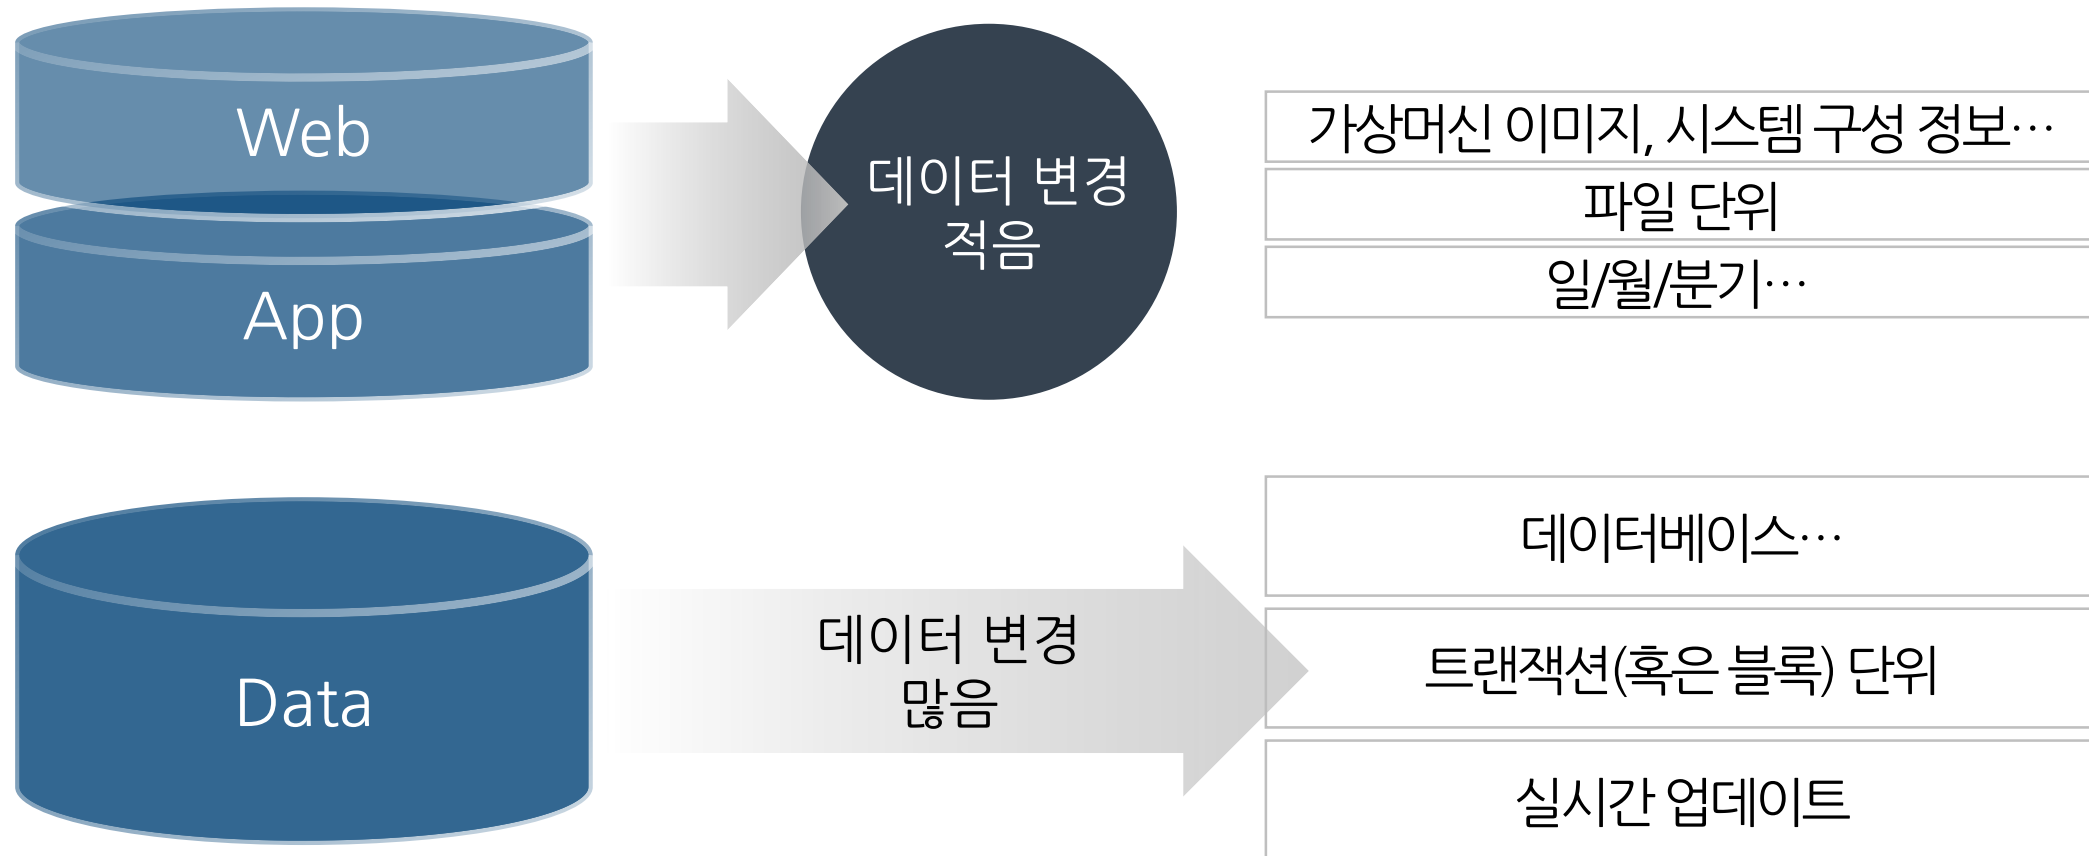 Web
App
데이터 변경
적음
가상머신 이미지, 시스템 구성 정보…
파일 단위
일/월/분기…
Data
데이터 변경
많음
데이터베이스…
트랜잭션(혹은 블록) 단위
실시간 업데이트